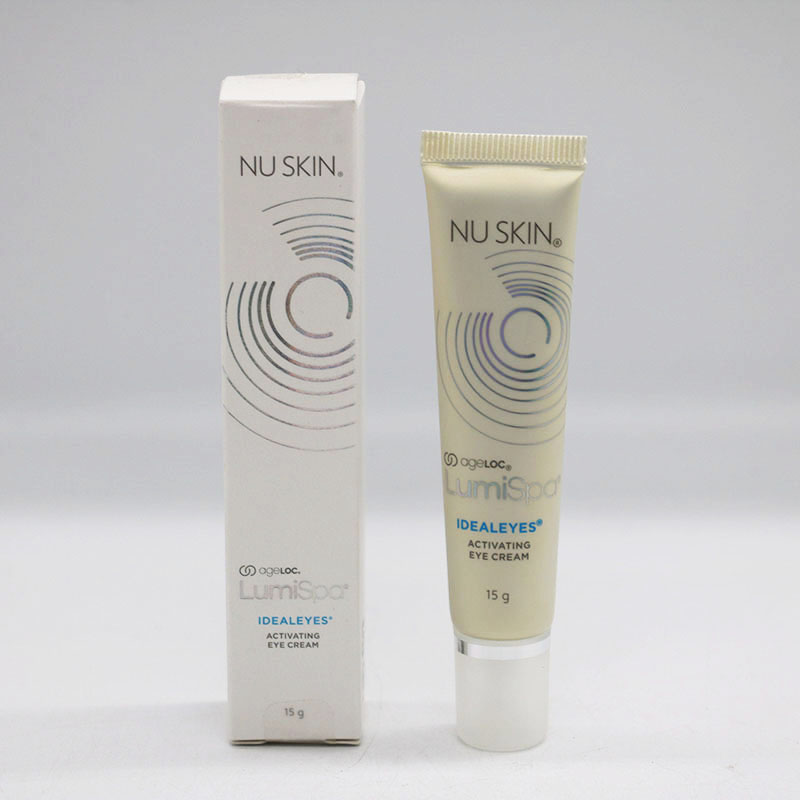 NU SKIN®
ageLOC®
LumiSpa®
IDEALEYES®
ACTIVATING
EYE CREAM
15 g
NU SKIN®
ageLOC®
LumiSpa®
IDEALEYES®
ACTIVATING
EYE CREAM
15 g